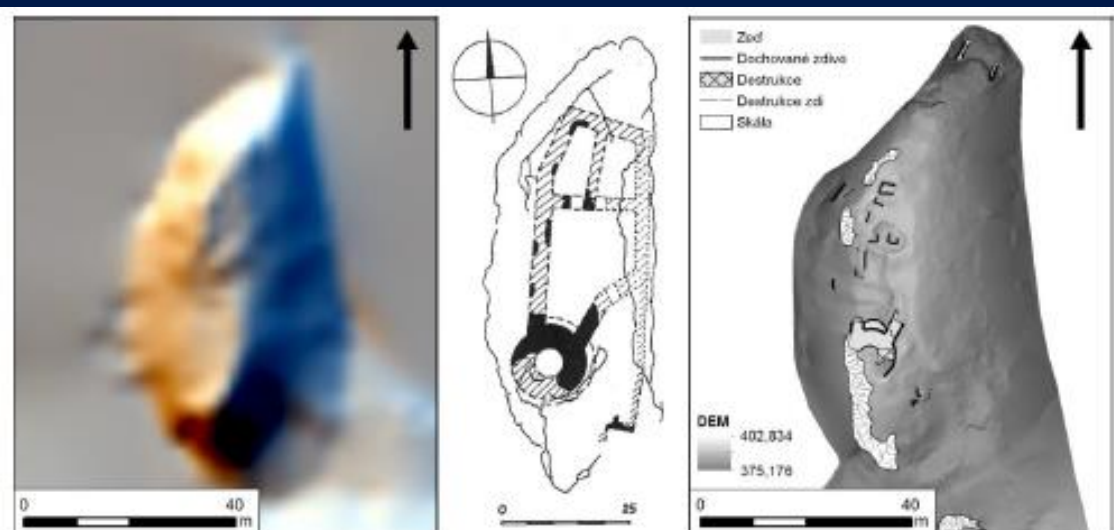 0
40
m
0
25
Zeď
Dochované zdivo
Destrukce
Destrukce zdi
Skála
DEM
402,834
375,176
0
40
m